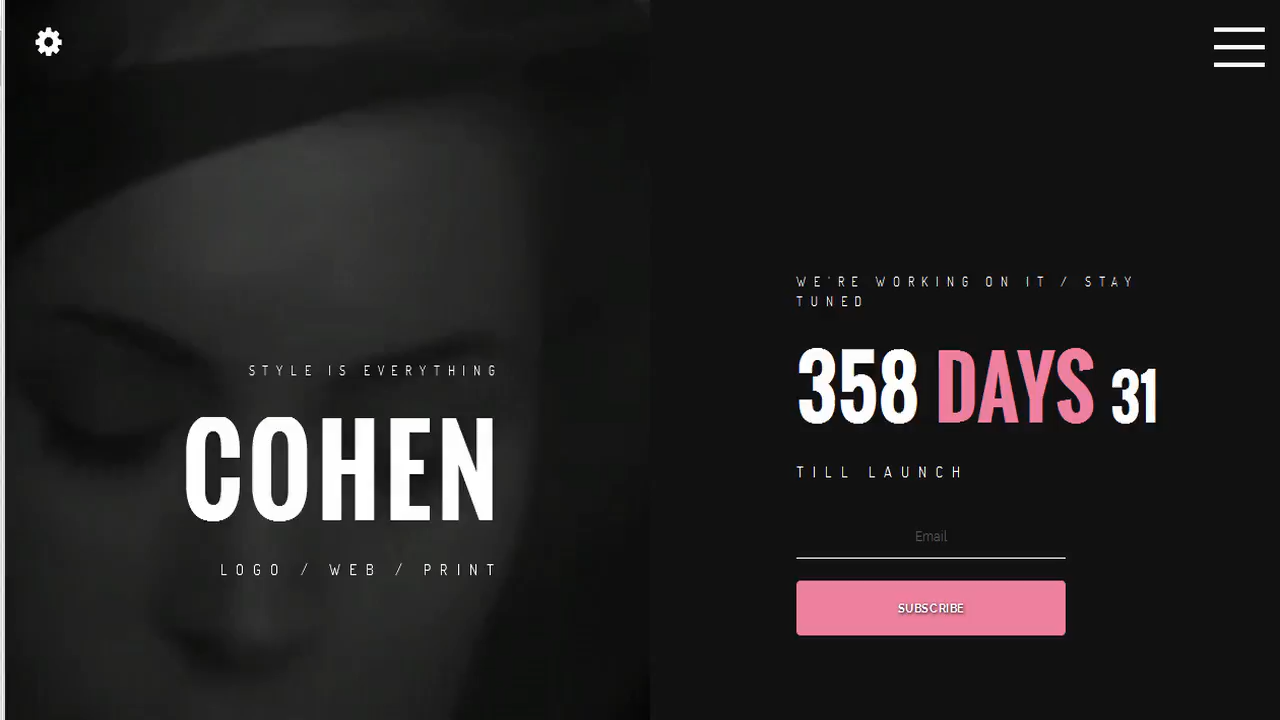 STYLE IS EVERYTHING
COHEN
LOGO / WEB / PRINT
WE'RE WORKING ON IT / STAY
TUNED
358 DAYS 31
TILL LAUNCH
Email
SUBSCRIBE